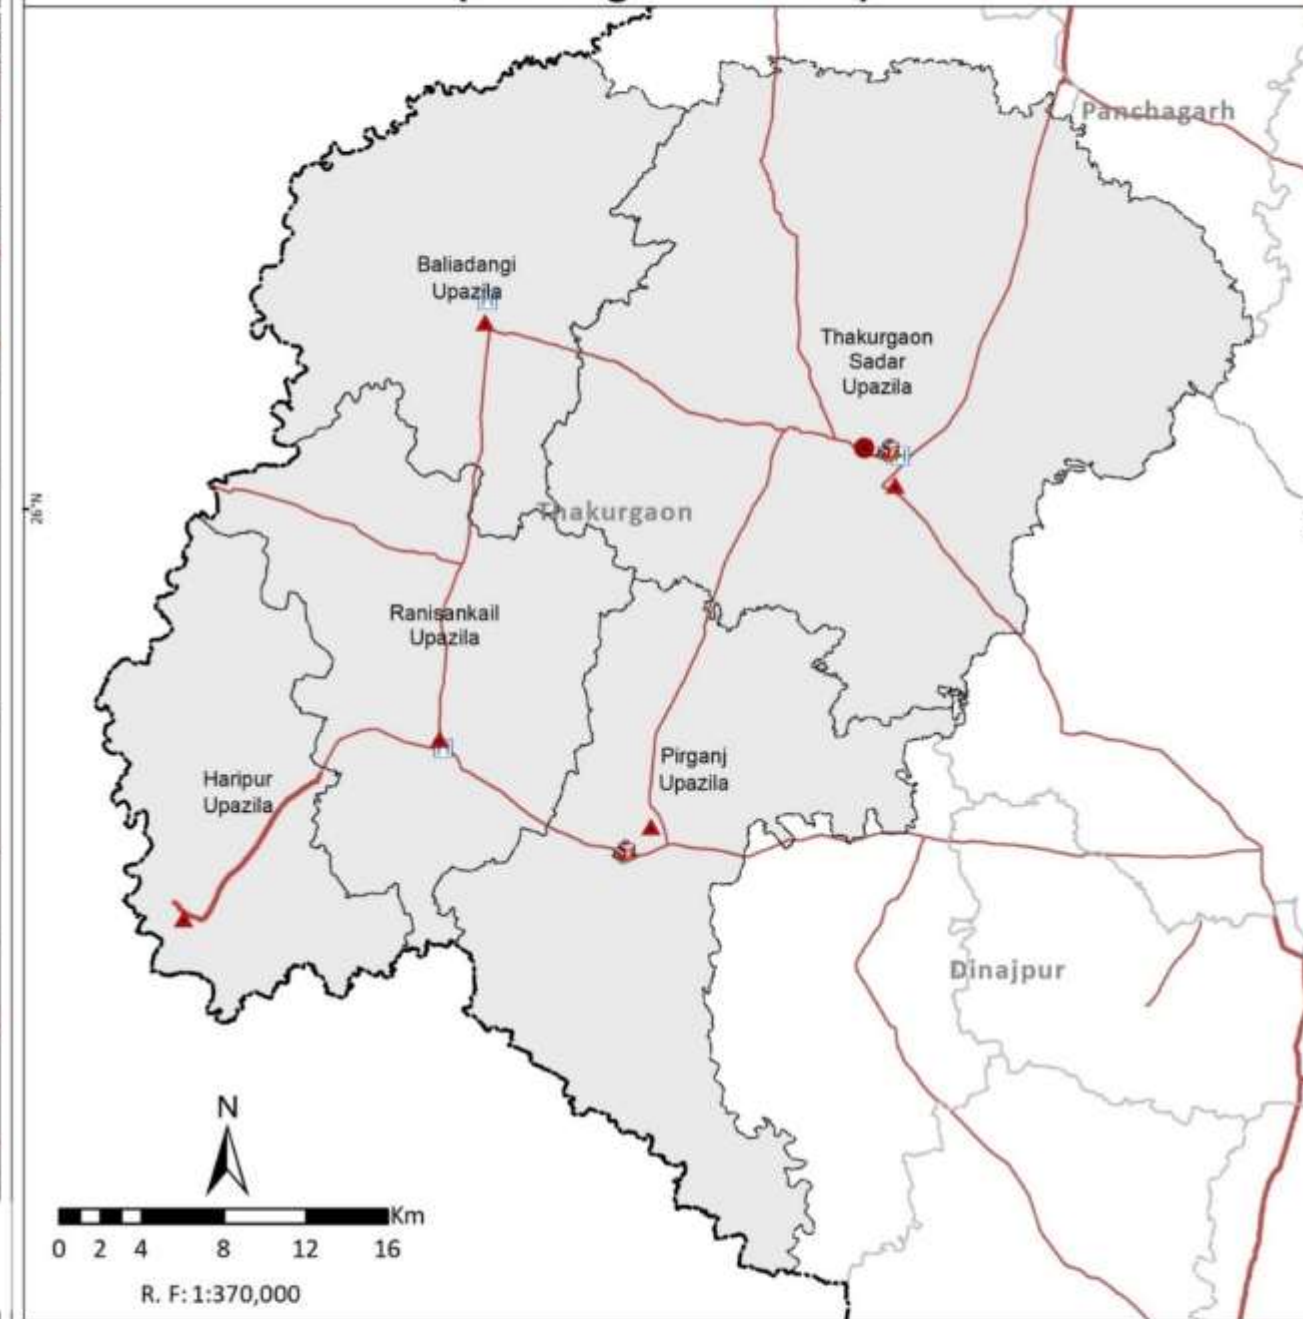 Panchagarh
Baliadangi
Upazila
Thakurgaon
Sadar
Upazila
26°N
Thakurgaon
Ranisankail
Upazila
Pirganj
Upazila
Haripur
Upazila
Dinajpur
N
Km
0 2 4 8 12 16
R. F: 1:370,000